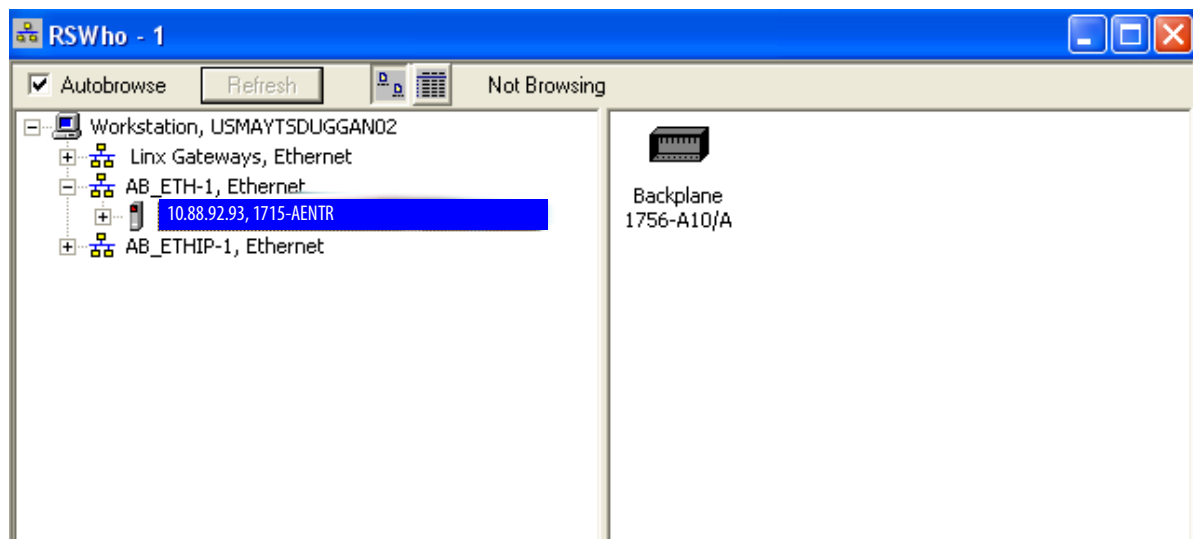 RSWho - 1
Autobrowse Refresh Not Browsing
Workstation, USMAYTSDUGGAN02
Linx Gateways, Ethernet
AB_ETH-1, Ethernet
10.88.92.93, 1715-AENTR
AB_ETHIP-1, Ethernet
Backplane
1756-A10/A